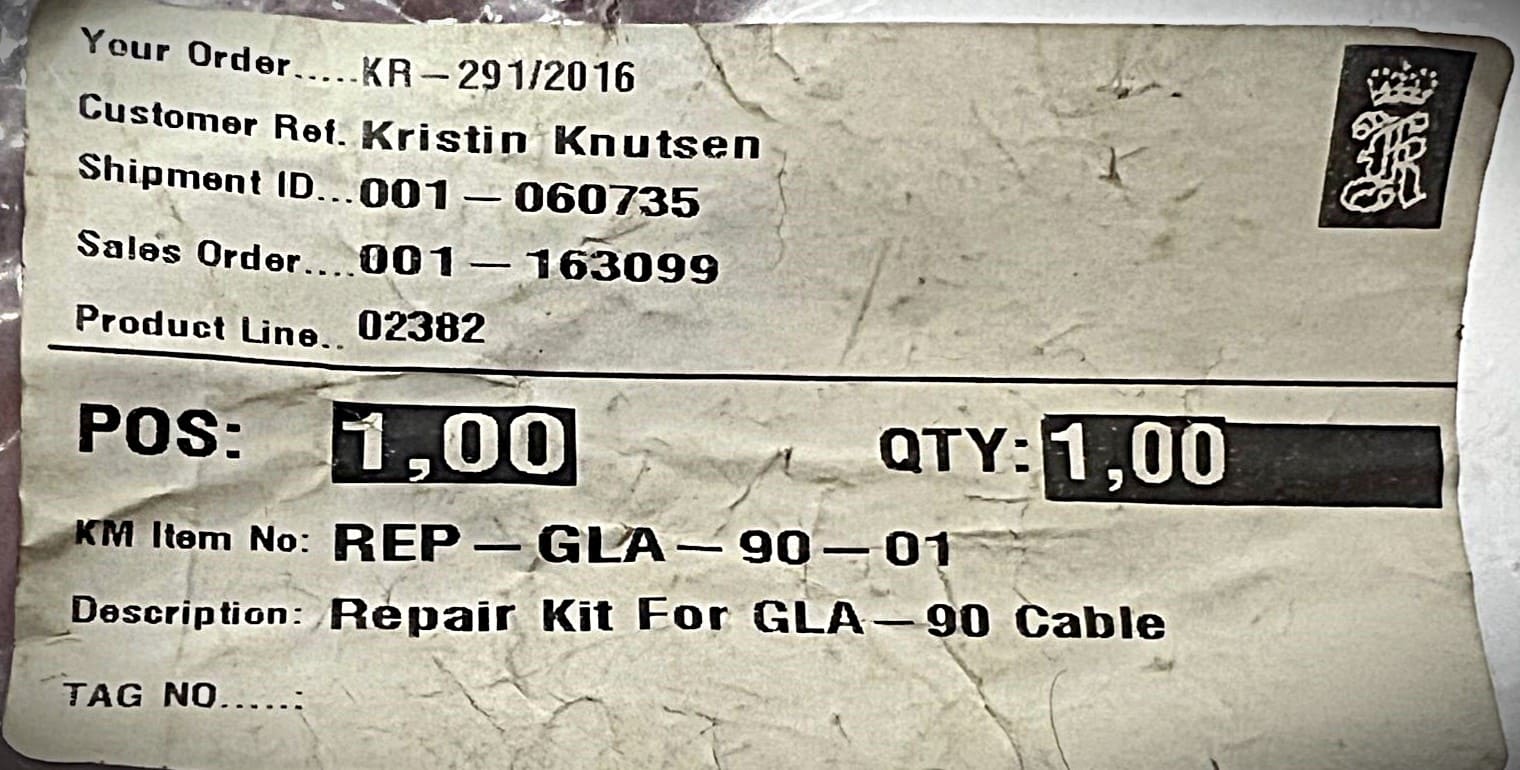 Your Order.....KR-291/2016
Customer Ref. Kristin Knutsen
Shipment ID...001-060735
Sales Order....001-163099
Product Line.. 02382
POS: 1,00 QTY: 1,00
KM Item No: REP-GLA-90-01
Description: Repair Kit For GLA-90 Cable
TAG NO.....: